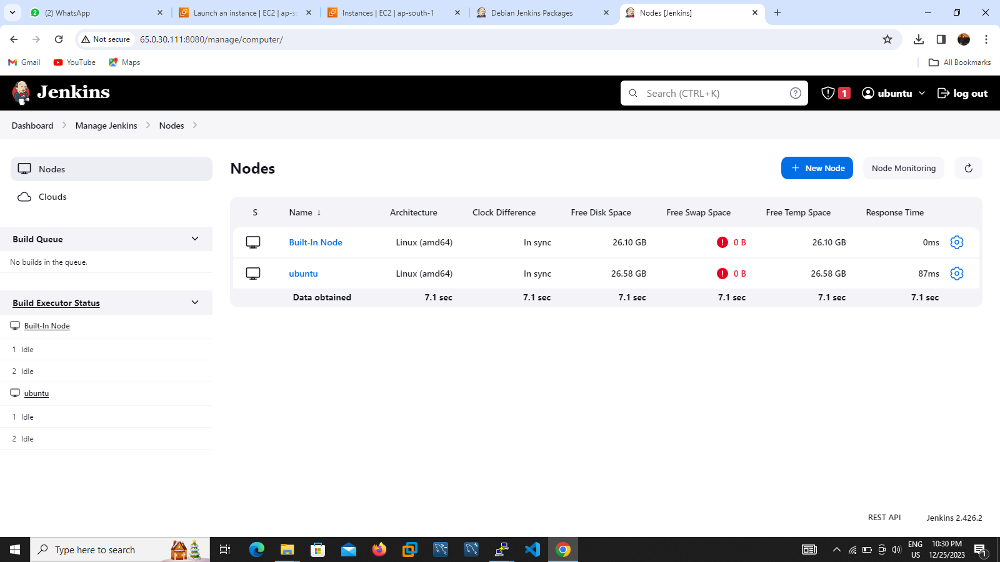 2 (2) WhatsApp
Launch an instance | EC2 | ap-so
Instances | EC2 | ap-south-1
Debian Jenkins Packages
Nodes [Jenkins]
Not secure 65.0.30.111:8080/manage/computer/
Gmail YouTube Maps All Bookmarks
Jenkins Search (CTRL+K) ? 1 ubuntu log out
Dashboard Manage Jenkins Nodes
Nodes
Clouds
Build Queue
No builds in the queue.
Build Executor Status
Built-In Node
1 Idle
2 Idle
ubuntu
1 Idle
2 Idle
Nodes + New Node Node Monitoring
S Name ↓ Architecture Clock Difference Free Disk Space Free Swap Space Free Temp Space Response Time
Built-In Node Linux (amd64) In sync 26.10 GB ! 0 B 26.10 GB 0ms
ubuntu Linux (amd64) In sync 26.58 GB ! 0 B 26.58 GB 87ms
Data obtained 7.1 sec 7.1 sec 7.1 sec 7.1 sec 7.1 sec 7.1 sec
REST API Jenkins 2.426.2
Type here to search
ENG
US
10:30 PM
12/25/2023
1